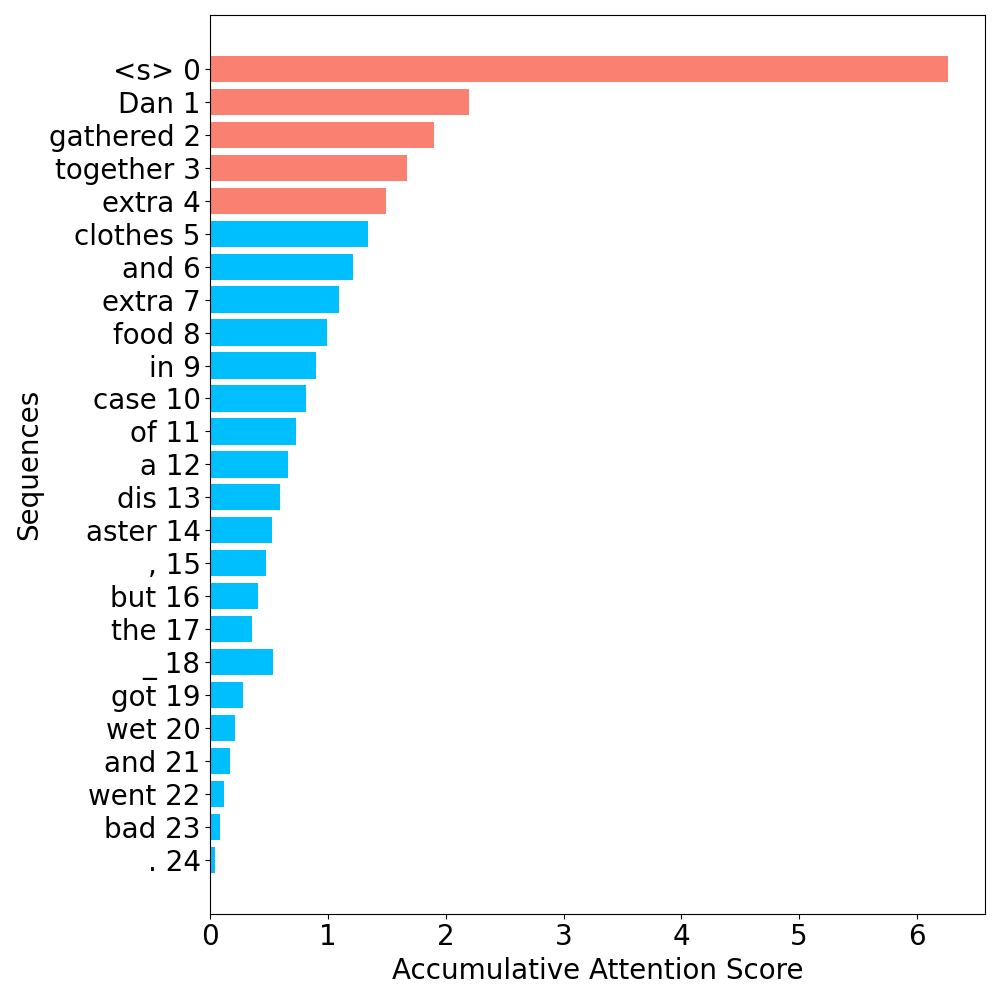 <s> 0
Dan 1
gathered 2
together 3
extra 4
clothes 5
and 6
extra 7
food 8
in 9
case 10
of 11
a 12
dis 13
aster 14
, 15
but 16
the 17
_ 18
got 19
wet 20
and 21
went 22
bad 23
. 24
Sequences
0 1 2 3 4 5 6
Accumulative Attention Score